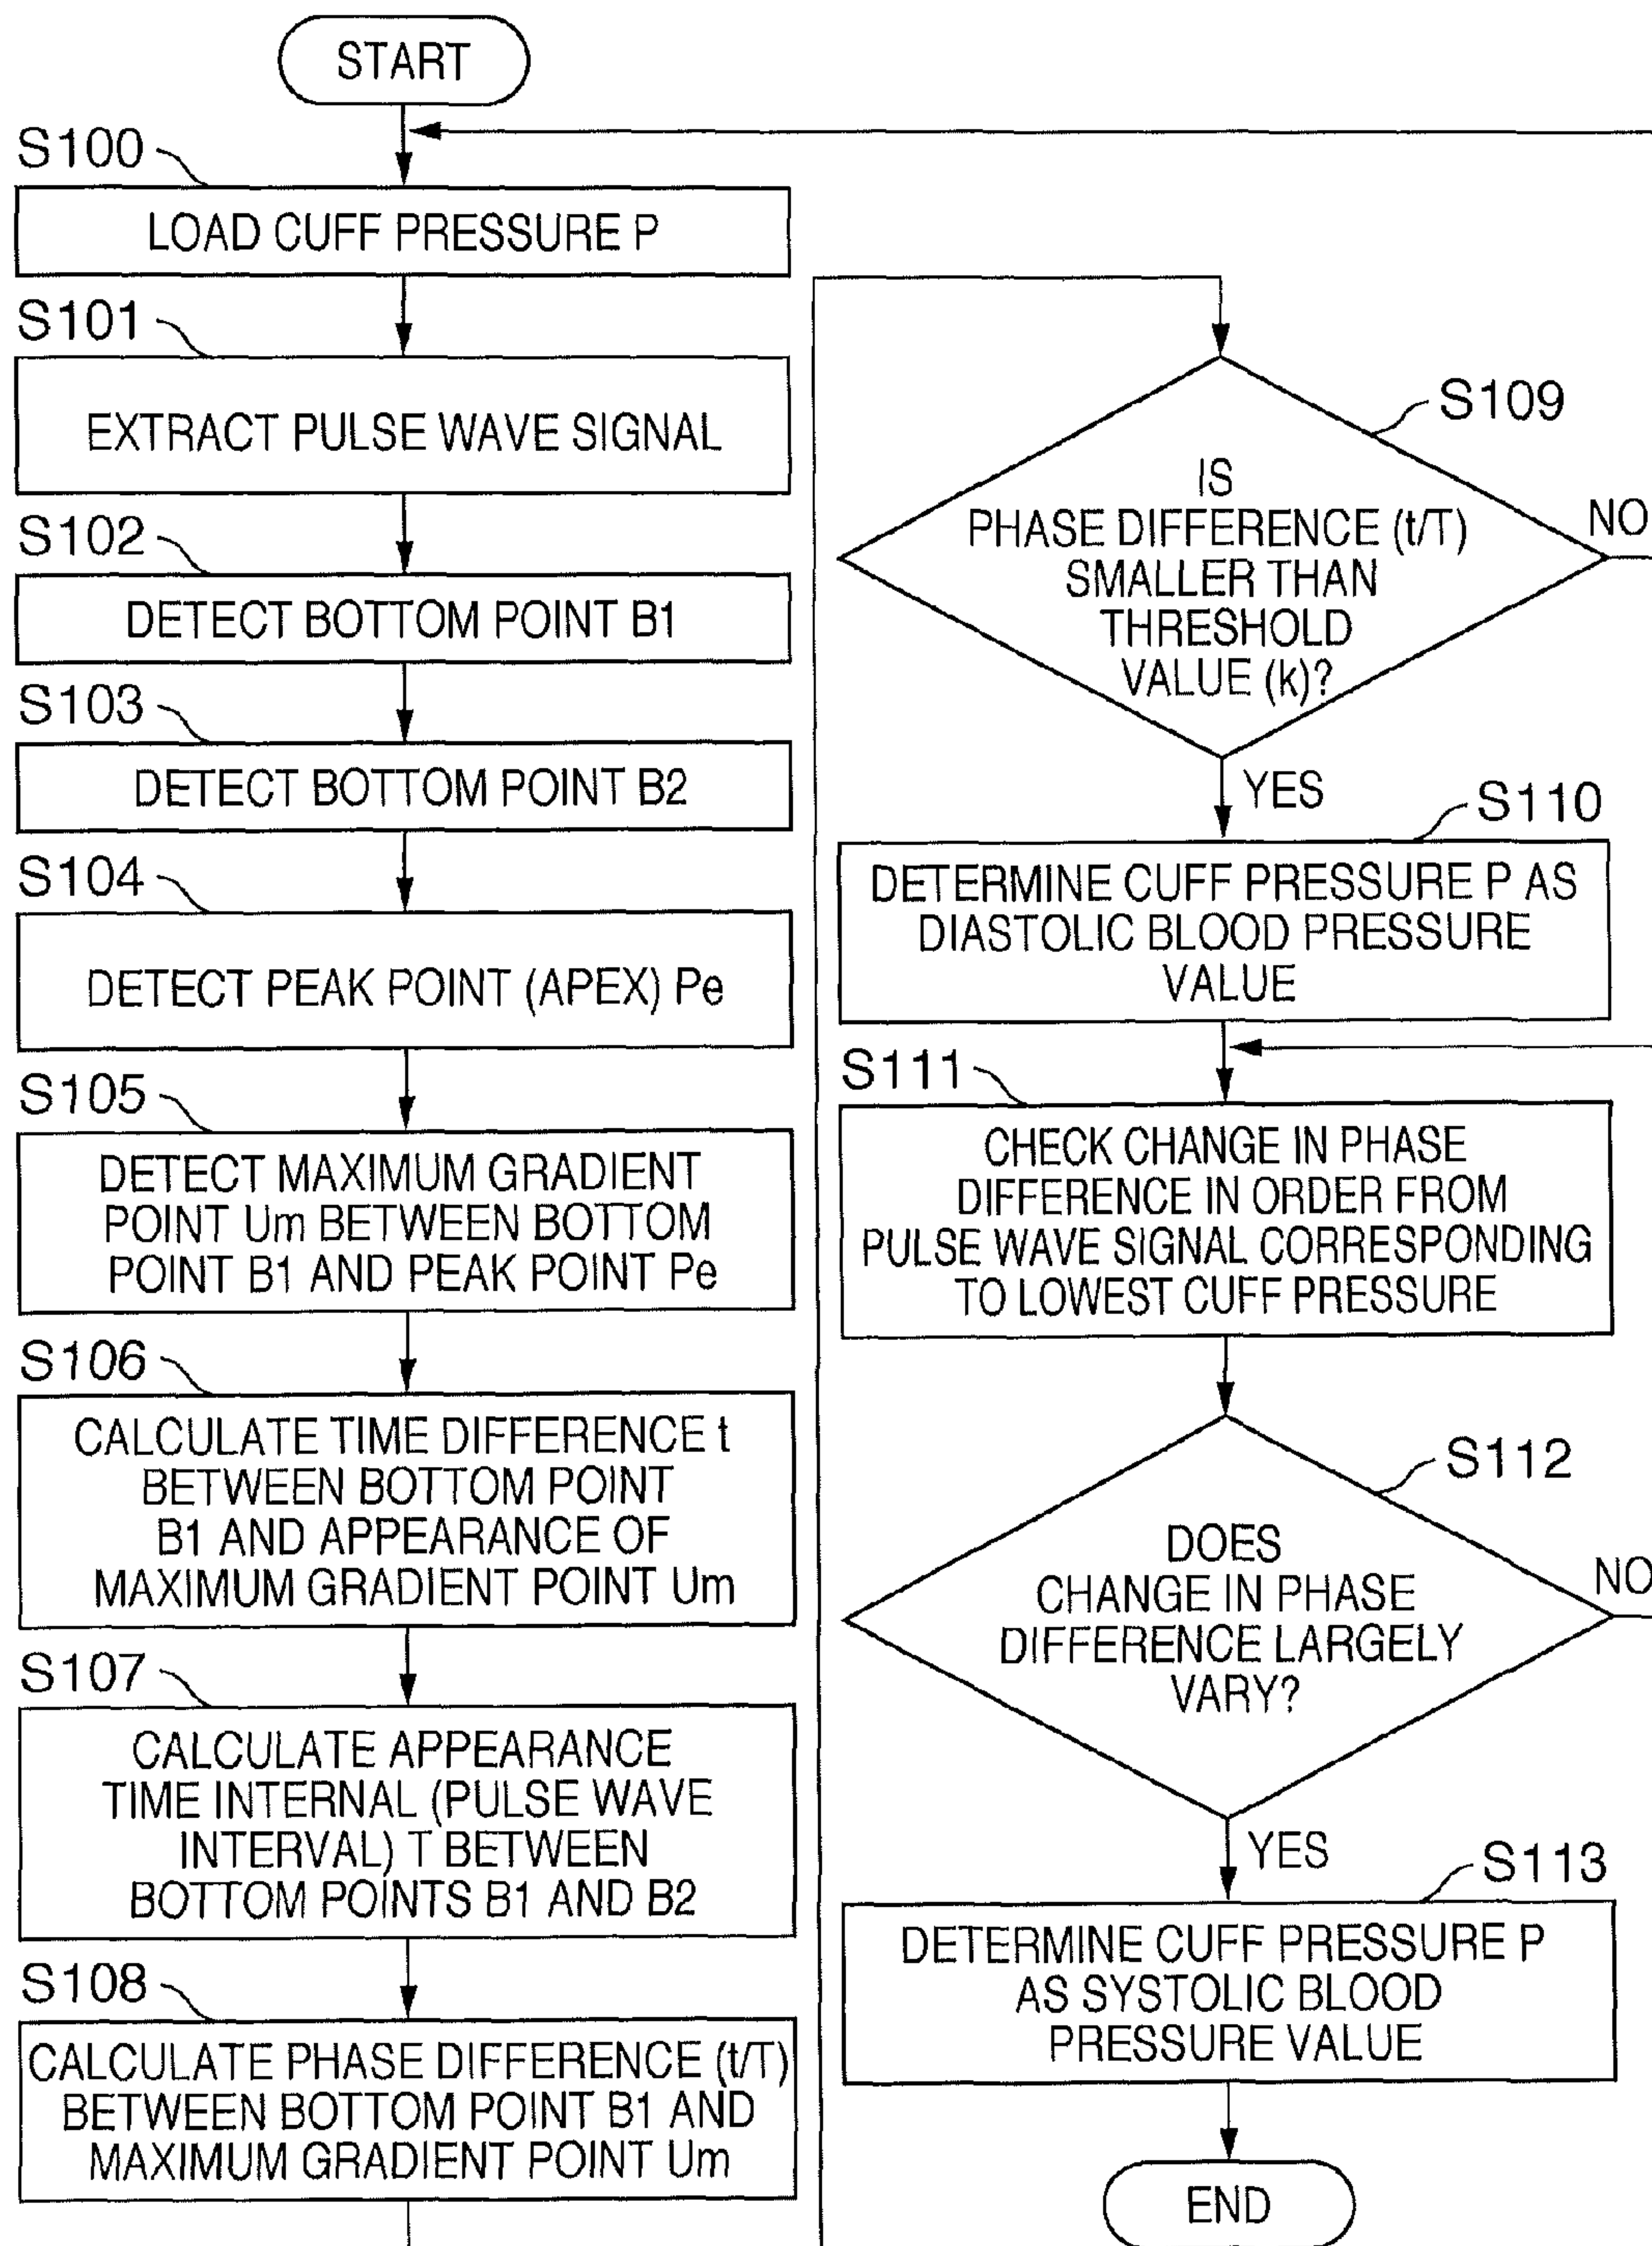 START
S100
LOAD CUFF PRESSURE P
S101
EXTRACT PULSE WAVE SIGNAL
S102
DETECT BOTTOM POINT B1
S103
DETECT BOTTOM POINT B2
S104
DETECT PEAK POINT (APEX) Pe
S105
DETECT MAXIMUM GRADIENT
POINT Um BETWEEN BOTTOM
POINT B1 AND PEAK POINT Pe
S106
CALCULATE TIME DIFFERENCE t
BETWEEN BOTTOM POINT
B1 AND APPEARANCE OF
MAXIMUM GRADIENT POINT Um
S107
CALCULATE APPEARANCE
TIME INTERNAL (PULSE WAVE
INTERVAL) T BETWEEN
BOTTOM POINTS B1 AND B2
S108
CALCULATE PHASE DIFFERENCE (t/T)
BETWEEN BOTTOM POINT B1 AND
MAXIMUM GRADIENT POINT Um
S109
IS
PHASE DIFFERENCE (t/T)
SMALLER THAN
THRESHOLD
VALUE (k)?
NO
YES
S110
DETERMINE CUFF PRESSURE P AS
DIASTOLIC BLOOD PRESSURE
VALUE
S111
CHECK CHANGE IN PHASE
DIFFERENCE IN ORDER FROM
PULSE WAVE SIGNAL CORRESPONDING
TO LOWEST CUFF PRESSURE
S112
DOES
CHANGE IN PHASE
DIFFERENCE LARGELY
VARY?
NO
YES
S113
DETERMINE CUFF PRESSURE P
AS SYSTOLIC BLOOD
PRESSURE VALUE
END